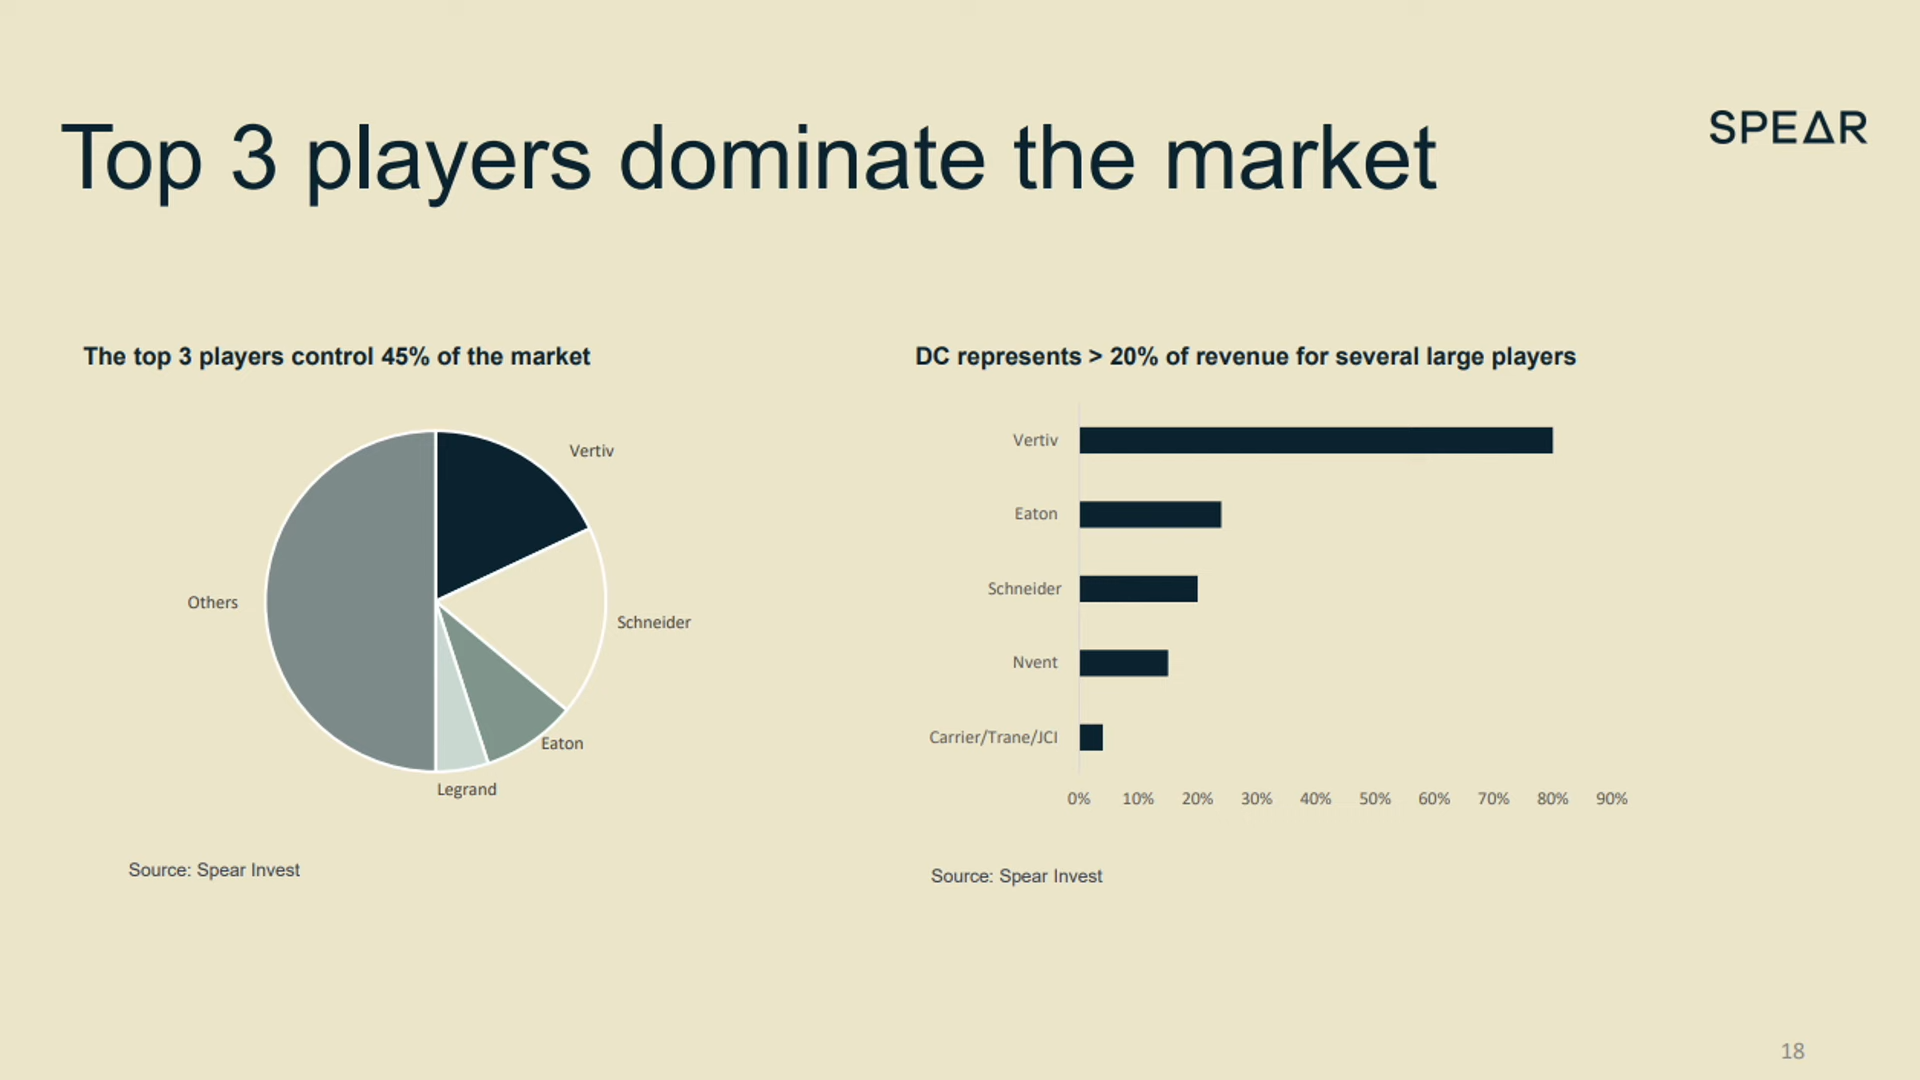 SPEAR
Top 3 players dominate the market
The top 3 players control 45% of the market
Vertiv
Schneider
Eaton
Legrand
Others
Source: Spear Invest
DC represents > 20% of revenue for several large players
Vertiv
Eaton
Schneider
Nvent
Carrier/Trane/JCI
0% 10% 20% 30% 40% 50% 60% 70% 80% 90%
Source: Spear Invest
18